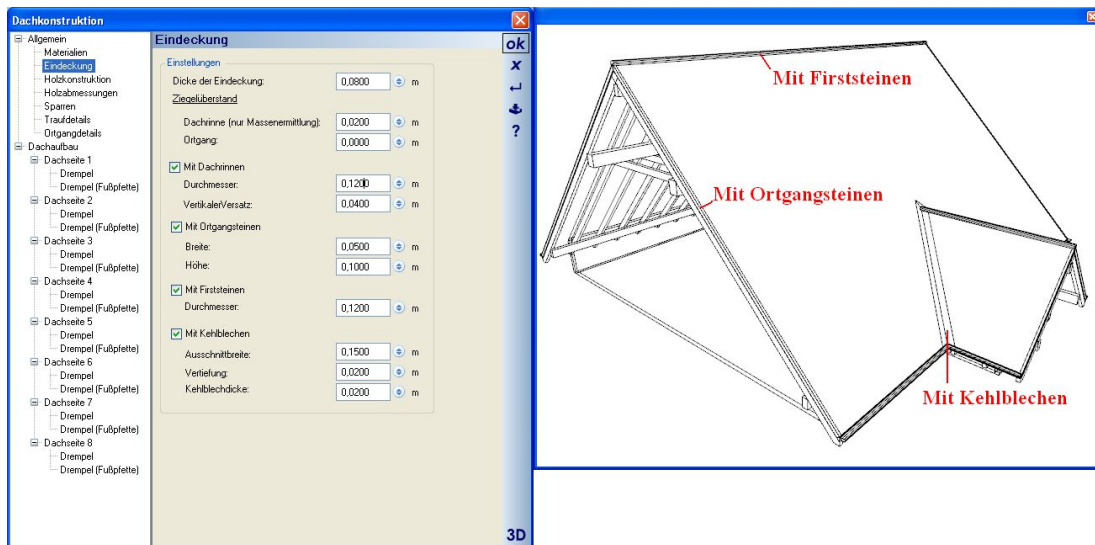 Dachkonstruktion
Allgemein
Materialien
Eindeckung
Holzkonstruktion
Holzabmessungen
Sparren
Traufdetails
Ortgangdetails
Dachaufbau
Dachseite 1
Drempel
Drempel (Fußpfette)
Dachseite 2
Drempel
Drempel (Fußpfette)
Dachseite 3
Drempel
Drempel (Fußpfette)
Dachseite 4
Drempel
Drempel (Fußpfette)
Dachseite 5
Drempel
Drempel (Fußpfette)
Dachseite 6
Drempel
Drempel (Fußpfette)
Dachseite 7
Drempel
Drempel (Fußpfette)
Dachseite 8
Drempel
Drempel (Fußpfette)
Eindeckung
Einstellungen
Dicke der Eindeckung: 0,0800 m
Ziegelüberstand
Dachrinne (nur Massenermittlung): 0,0200 m
Ortgang: 0,0000 m
Mit Dachrinnen
Durchmesser: 0,1200 m
VertikalerVersatz: 0,0400 m
Mit Ortgangsteinen
Breite: 0,0500 m
Höhe: 0,1000 m
Mit Firststeinen
Durchmesser: 0,1200 m
Mit Kehlblechen
Ausschnittbreite: 0,1500 m
Vertiefung: 0,0200 m
Kehlblechdicke: 0,0200 m
ok
x
?
3D
Mit Firststeinen
Mit Ortgangsteinen
Mit Kehlblechen